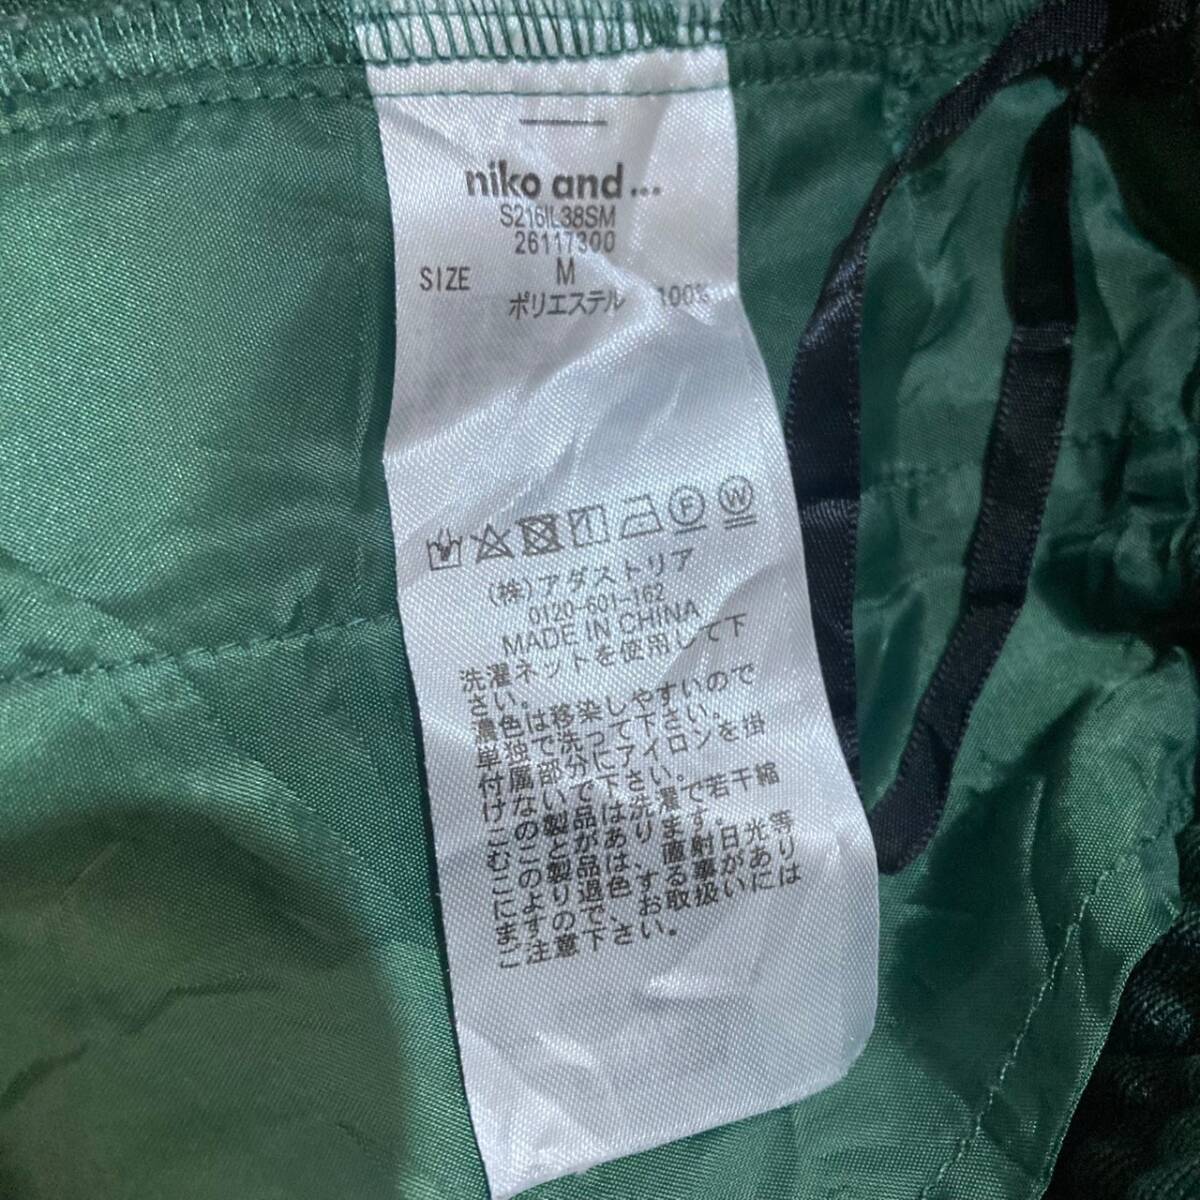 niko and ...
S216IL38SM
26117300
SIZE M
ポリエステル 100%
F W
(株)アダストリア
0120-601-162
MADE IN CHINA
洗濯ネットを使用して下
さい。
濃色は移染しやすいので
単独で洗って下さい。
付属部分にアイロンを掛
けないで下さい。
この製品は洗濯で若干縮
むことがあります。
この製品は、直射日光等
により退色する事があり
ますので、お取扱いには
ご注意下さい。